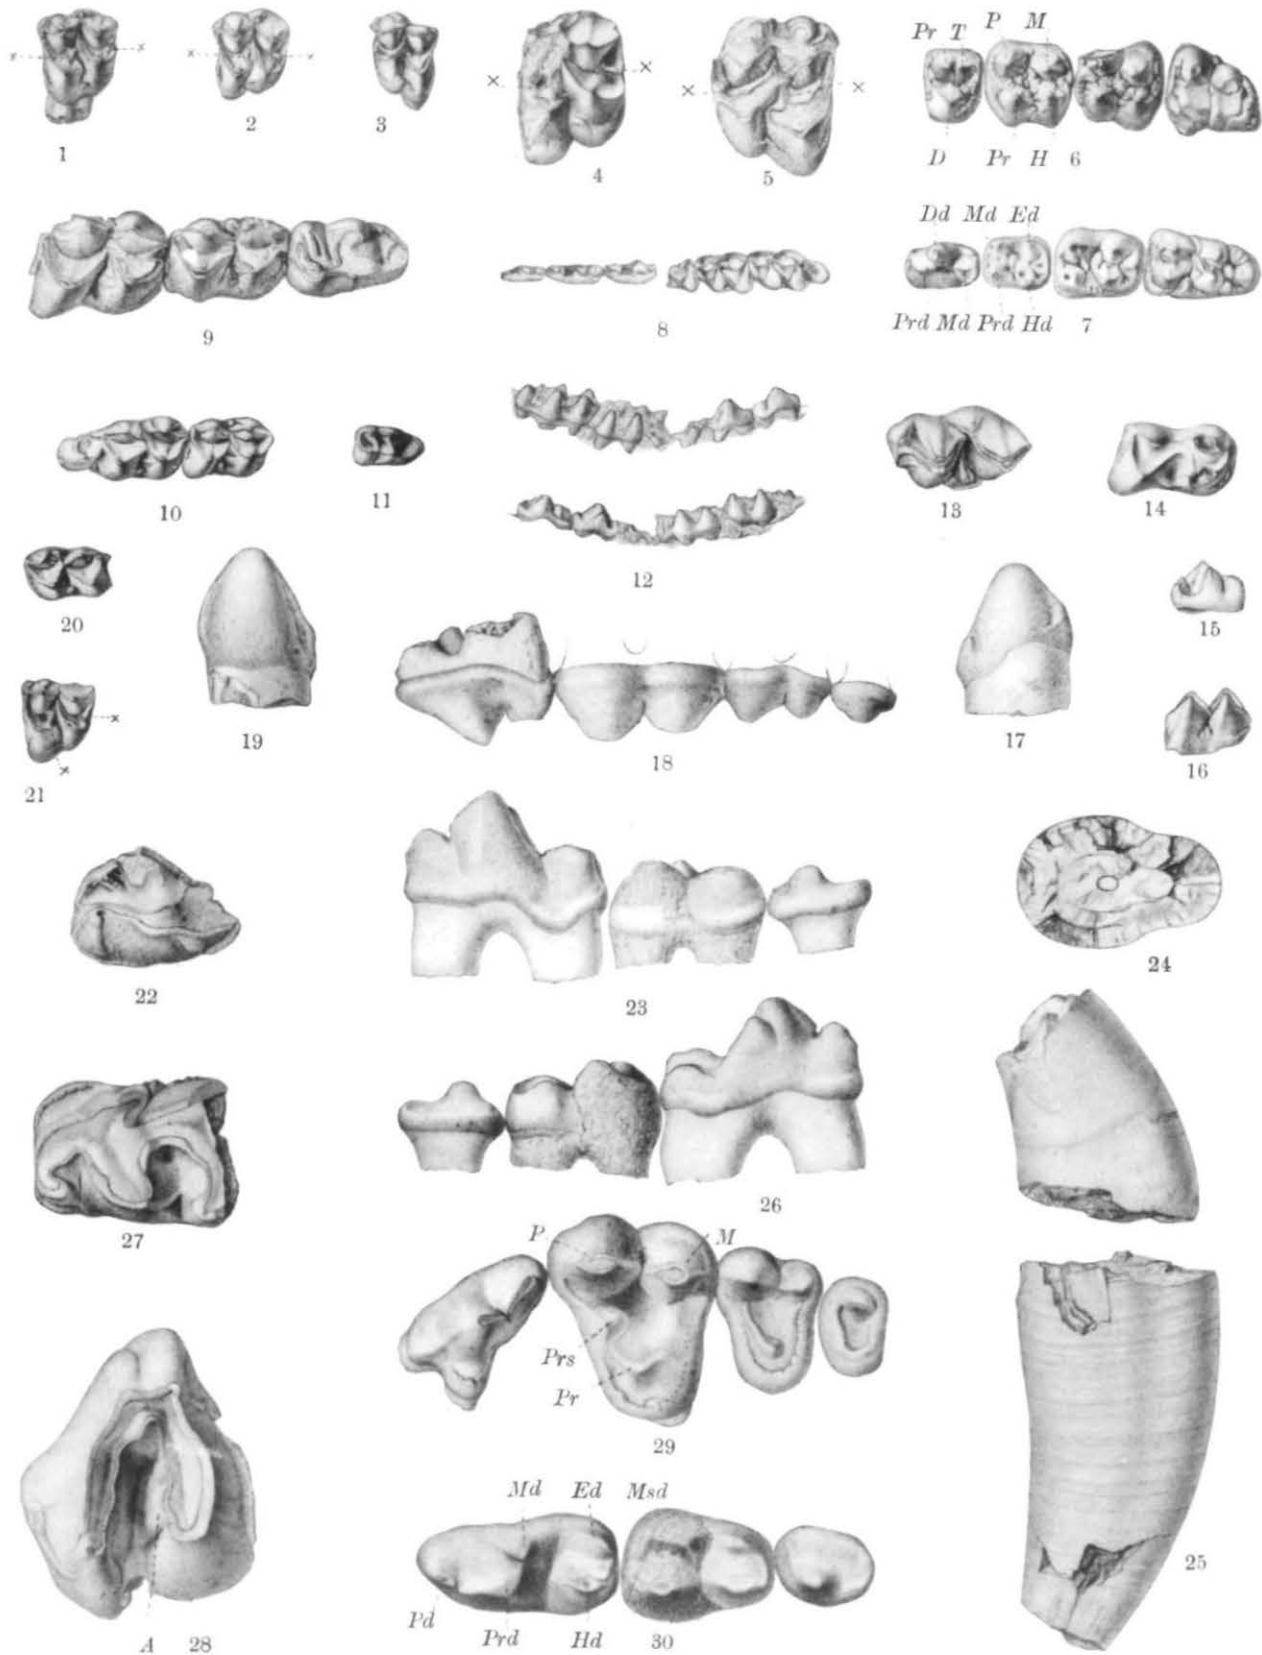 Pr T P M
x x x x x x x x
1 2 3 4 5 D Pr H 6
Dd Md Ed
9 8 Prd Md Prd Hd 7
10 11 12 13 14
20 19 18 17 15
x x
21 16
22 23 24
27 26
P M
Prs
Pr
29
Md Ed Msd
25
Pd Prd Hd 30
A 28